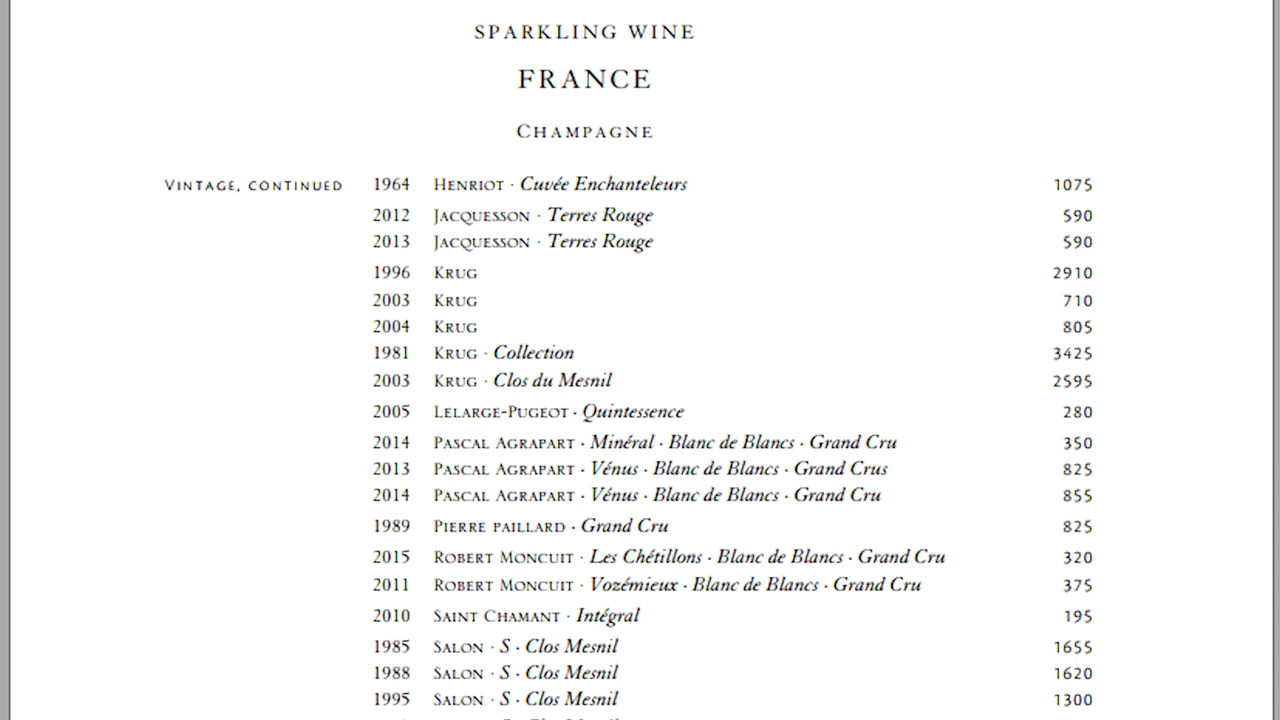 SPARKLING WINE
FRANCE
CHAMPAGNE
VINTAGE, CONTINUED 1964 HENRIOT · Cuvée Enchanteleurs 1075
2012 JACQUESSON · Terres Rouge 590
2013 JACQUESSON · Terres Rouge 590
1996 KRUG 2910
2003 KRUG 710
2004 KRUG 805
1981 KRUG · Collection 3425
2003 KRUG · Clos du Mesnil 2595
2005 LELARGE-PUGEOT · Quintessence 280
2014 PASCAL AGRAPART · Minéral · Blanc de Blancs · Grand Cru 350
2013 PASCAL AGRAPART · Vénus · Blanc de Blancs · Grand Crus 825
2014 PASCAL AGRAPART · Vénus · Blanc de Blancs · Grand Cru 855
1989 PIERRE PAILLARD · Grand Cru 825
2015 ROBERT MONCUIT · Les Chétillons · Blanc de Blancs · Grand Cru 320
2011 ROBERT MONCUIT · Vozémieux · Blanc de Blancs · Grand Cru 375
2010 SAINT CHAMANT · Intégral 195
1985 SALON · S · Clos Mesnil 1655
1988 SALON · S · Clos Mesnil 1620
1995 SALON · S · Clos Mesnil 1300